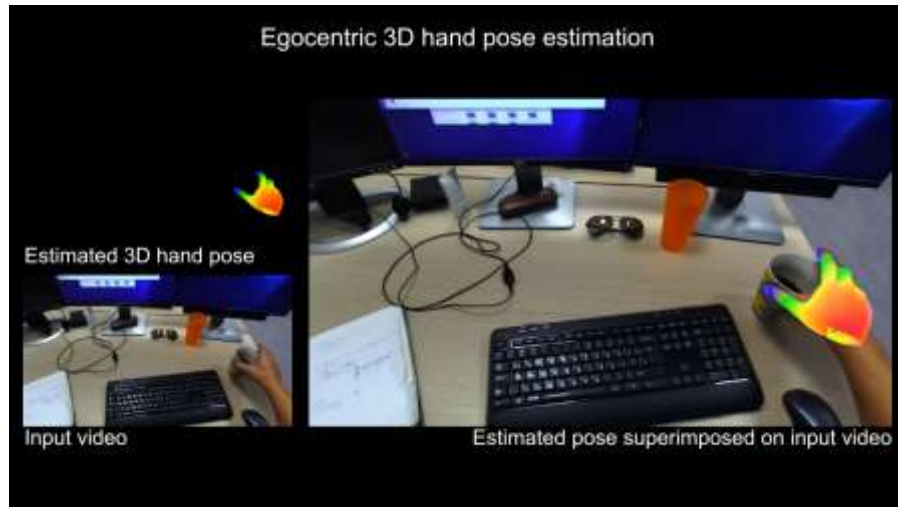 Egocentric 3D hand pose estimation
Estimated 3D hand pose
Input video
Estimated pose superimposed on input video